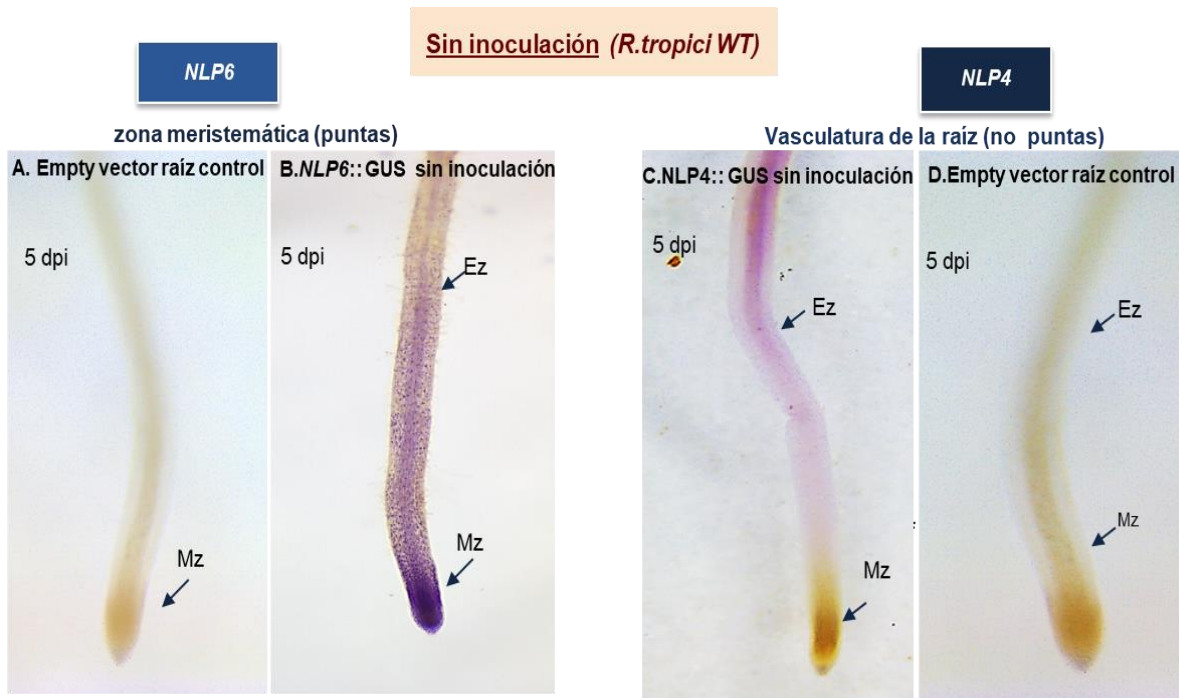 Sin inoculación (R.tropici WT)
NLP6
NLP4
zona meristemática (puntas)
Vasculatura de la raíz (no puntas)
A. Empty vector raíz control
B.NLP6::GUS sin inoculación
C.NLP4::GUS sin inoculación
D.Empty vector raíz control
5 dpi
5 dpi
5 dpi
5 dpi
Ez
Ez
Ez
Mz
Mz
Mz
Mz